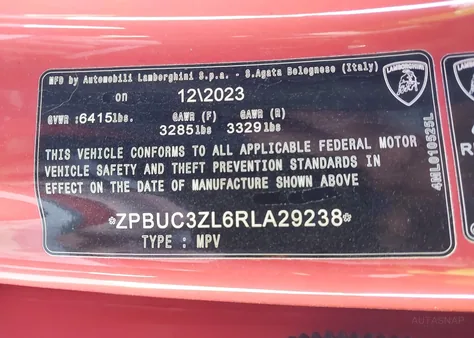 MFD by Automobili Lamborghini S.p.a. - S.Agata Bolognese (Italy)
on 12\2023
GVWR :6415lbs. GAWR (F) GAWR (R)
3285lbs 3329lbs
THIS VEHICLE CONFORMS TO ALL APPLICABLE FEDERAL MOTOR
VEHICLE SAFETY AND THEFT PREVENTION STANDARDS IN
EFFECT ON THE DATE OF MANUFACTURE SHOWN ABOVE
*ZPBUC3ZL6RLA29238*
TYPE : MPV
LAMBORGHINI
4ML010525L
AUTASNAP